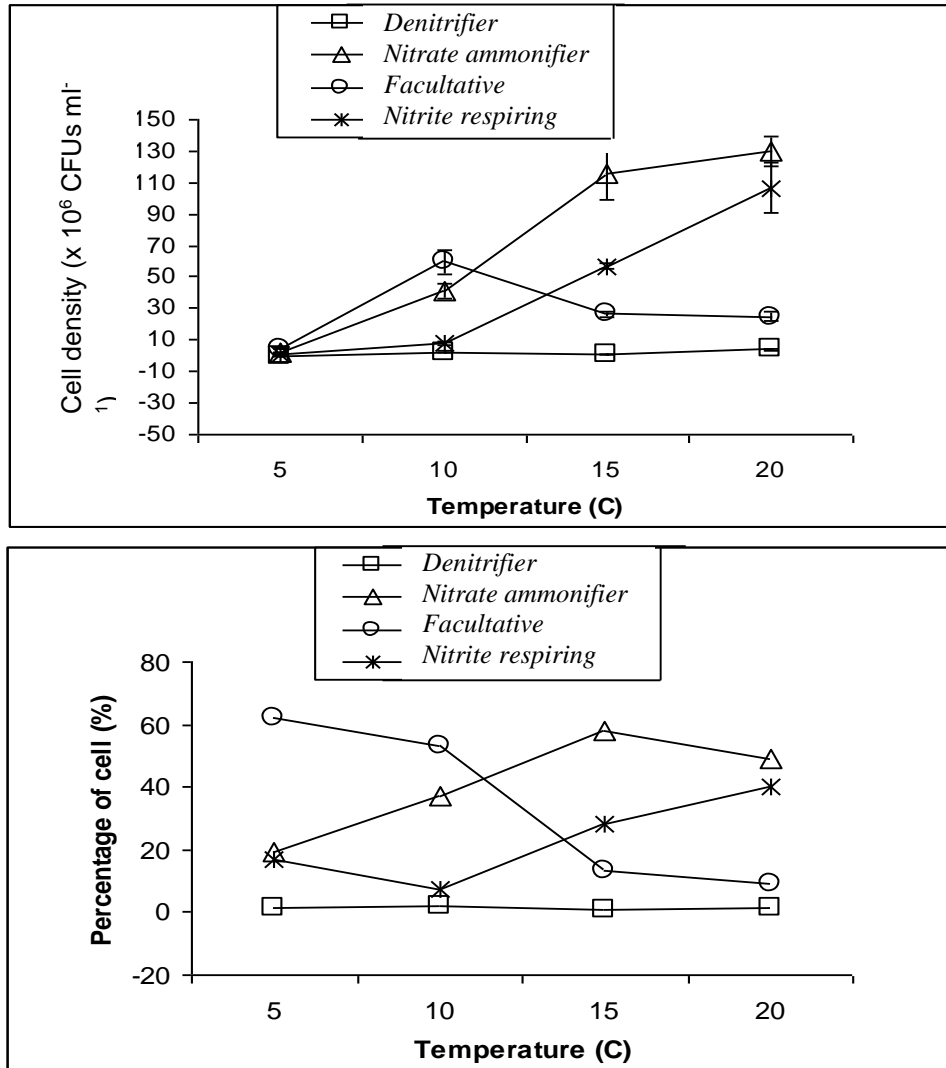 Denitrifier
Nitrate ammonifier
Facultative
Nitrite respiring
Cell density (x 10⁶ CFUs ml⁻
¹)
150
130
110
90
70
50
30
10
-10
-30
-50
5 10 15 20
Temperature (C)
Denitrifier
Nitrate ammonifier
Facultative
Nitrite respiring
Percentage of cell (%)
80
60
40
20
0
-20
5 10 15 20
Temperature (C)